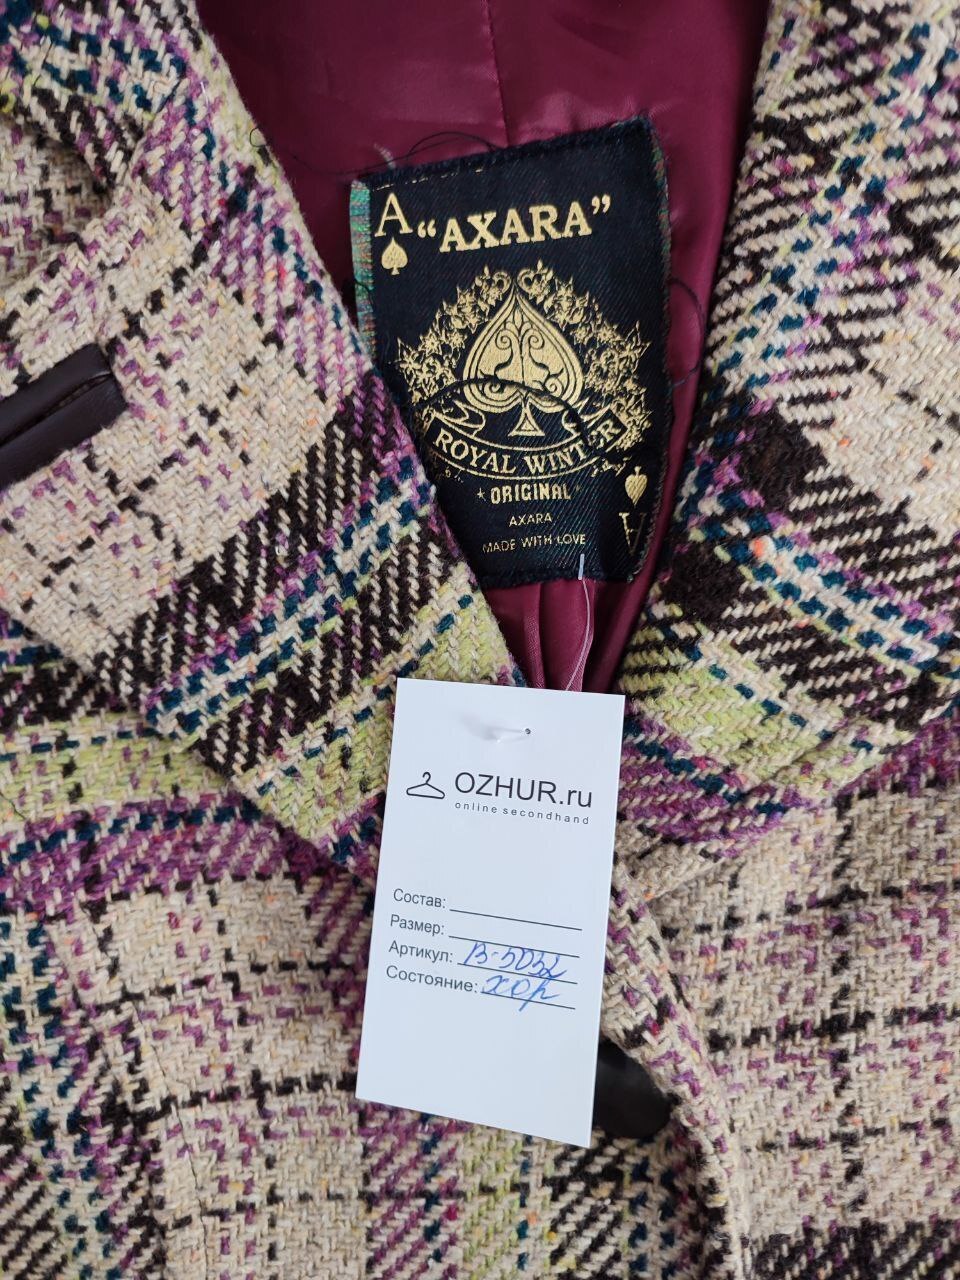 A
“AXARA”
ROYAL WINTER
★ ORIGINAL ★
AXARA
MADE WITH LOVE
A
OZHUR.ru
online secondhand
Состав:
Размер:
Артикул: В-5032
Состояние: хор